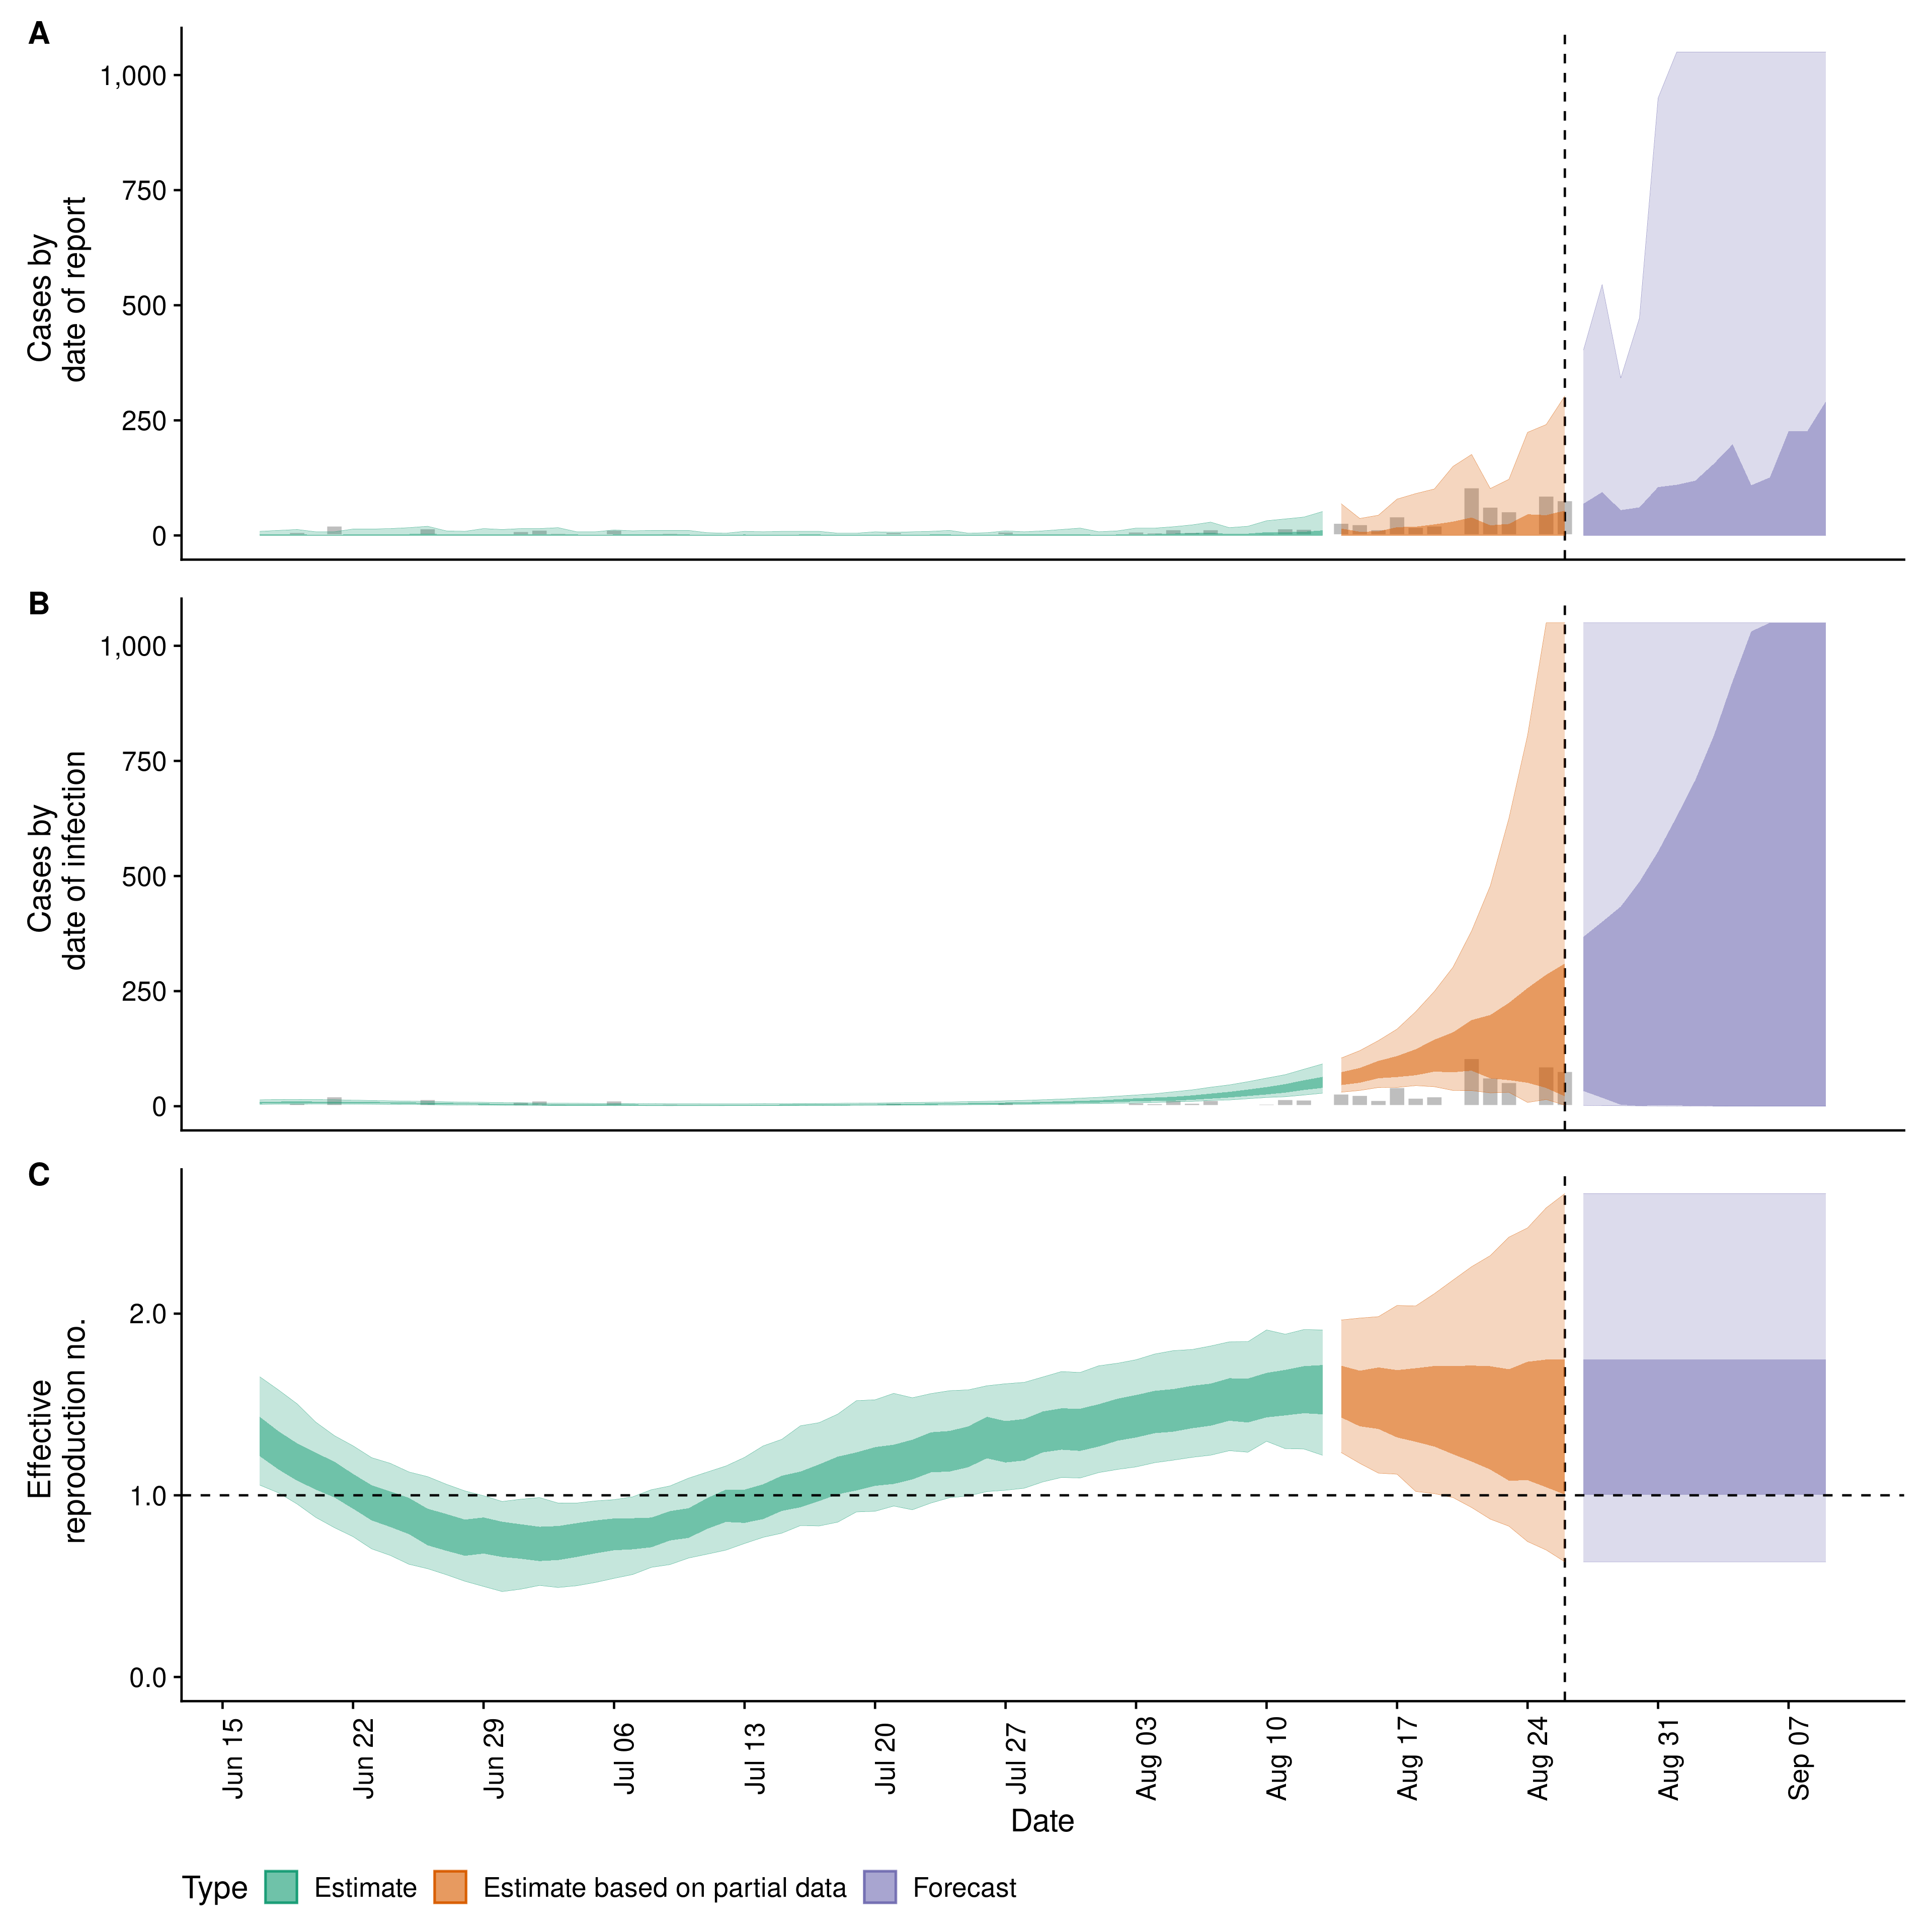 A
Cases by
date of report
1,000
750
500
250
0
B
Cases by
date of infection
1,000
750
500
250
0
C
Effective
reproduction no.
2.0
1.0
0.0
Jun 15
Jun 22
Jun 29
Jul 06
Jul 13
Jul 20
Jul 27
Aug 03
Aug 10
Aug 17
Aug 24
Aug 31
Sep 07
Date
Type Estimate Estimate based on partial data Forecast